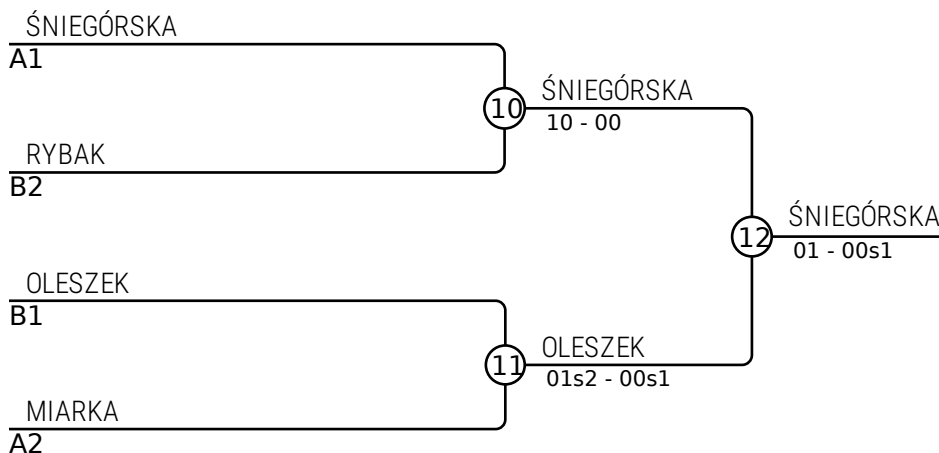 ŚNIEGÓRSKA
A1
10
ŚNIEGÓRSKA
10 - 00
RYBAK
B2
12
ŚNIEGÓRSKA
01 - 00s1
OLESZEK
B1
11
OLESZEK
01s2 - 00s1
MIARKA
A2